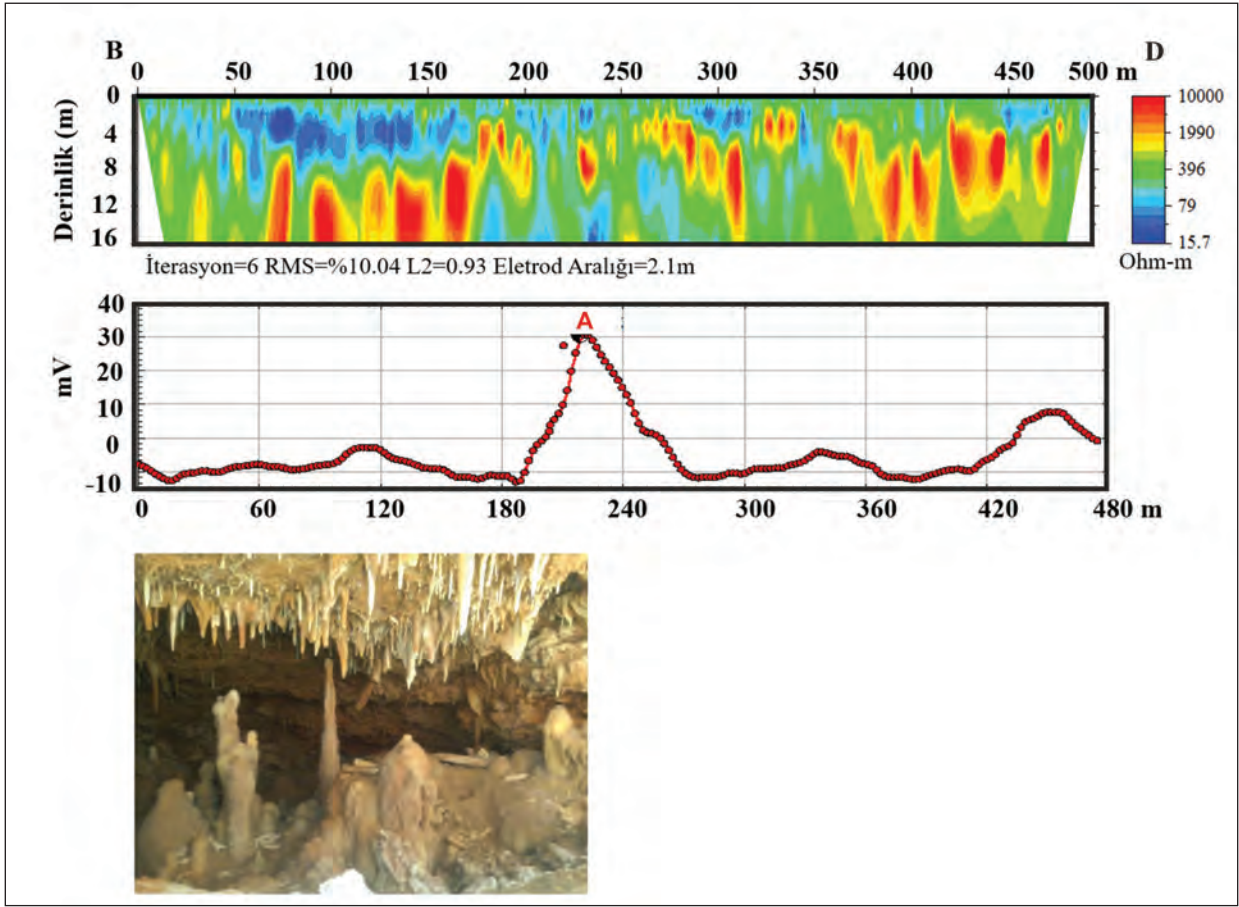 B D
0 50 100 150 200 250 300 350 400 450 500 m
Derinlik (m)
0
4
8
12
16
10000
1990
396
79
15.7
Ohm-m
İterasyon=6 RMS=%10.04 L2=0.93 Eletrod Aralığı=2.1m
mV
40
30
20
10
0
-10
A
0 60 120 180 240 300 360 420 480 m